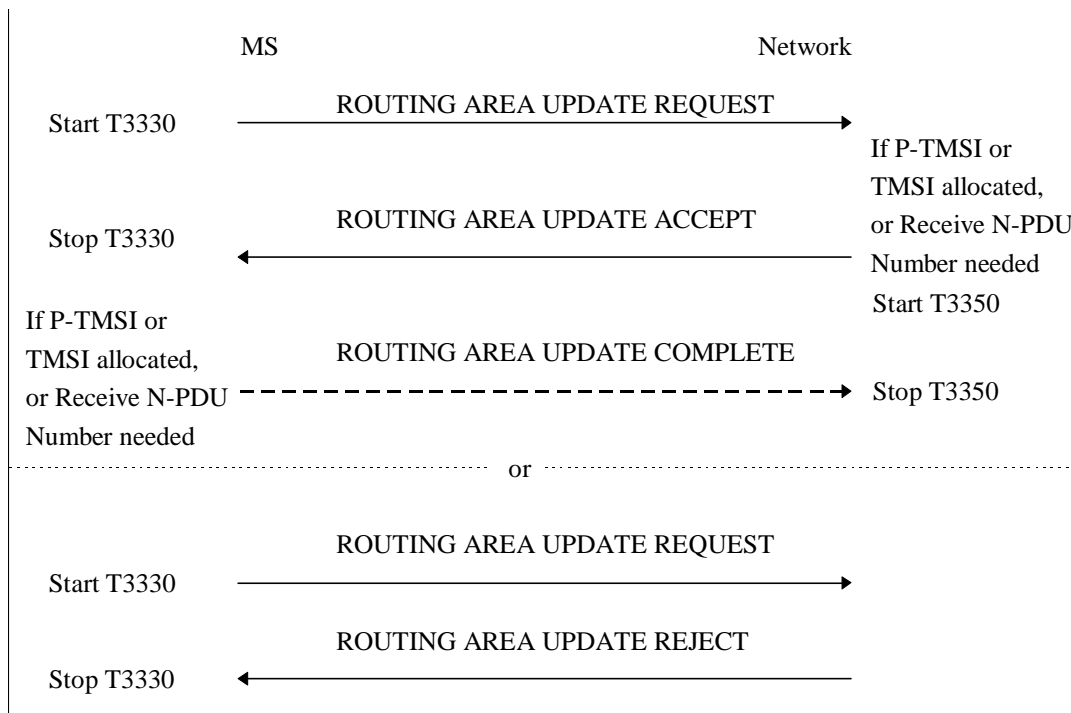 MS
Network
ROUTING AREA UPDATE REQUEST
Start T3330
If P-TMSI or
TMSI allocated,
or Receive N-PDU
Number needed
Start T3350
ROUTING AREA UPDATE ACCEPT
Stop T3330
If P-TMSI or
TMSI allocated,
or Receive N-PDU
Number needed
ROUTING AREA UPDATE COMPLETE
Stop T3350
or
ROUTING AREA UPDATE REQUEST
Start T3330
ROUTING AREA UPDATE REJECT
Stop T3330